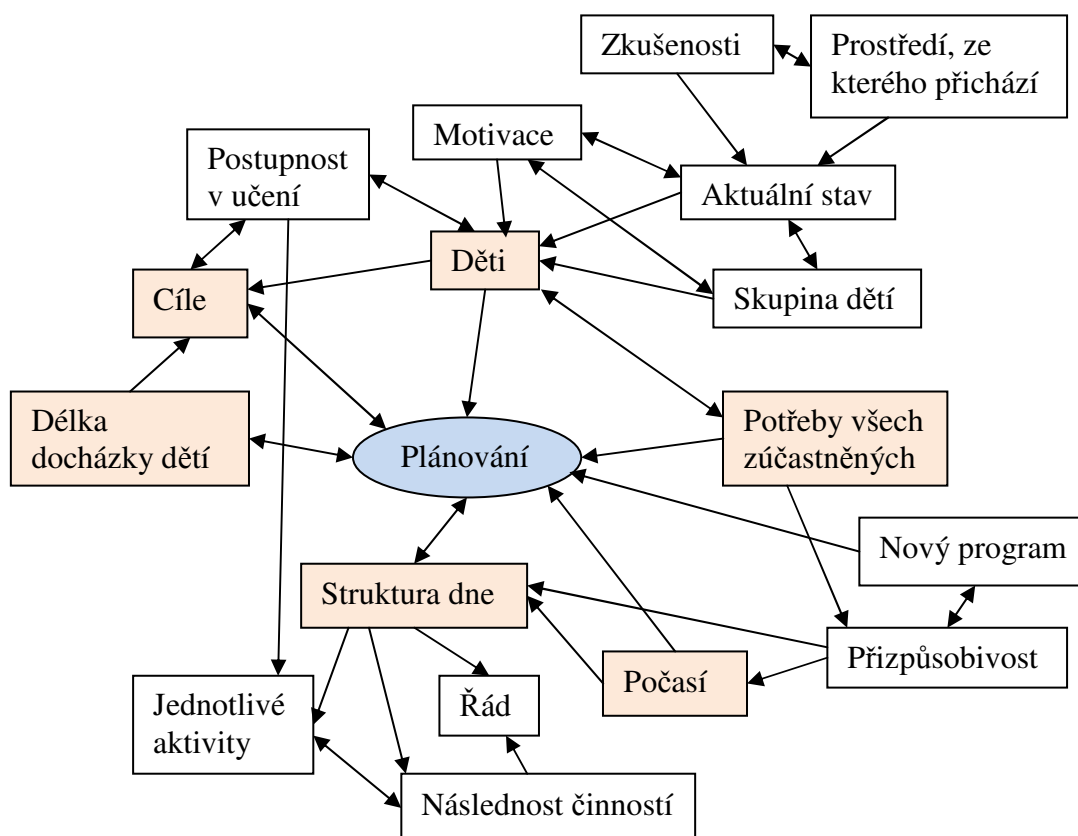 Zkušenosti
Prostředí, ze
kterého přichází
Motivace
Postupnost
v učení
Aktuální stav
Děti
Cíle
Skupina dětí
Délka
docházky dětí
Potřeby všech
zúčastněných
Plánování
Nový program
Struktura dne
Přizpůsobivost
Počasí
Jednotlivé
aktivity
Řád
Následnost činností